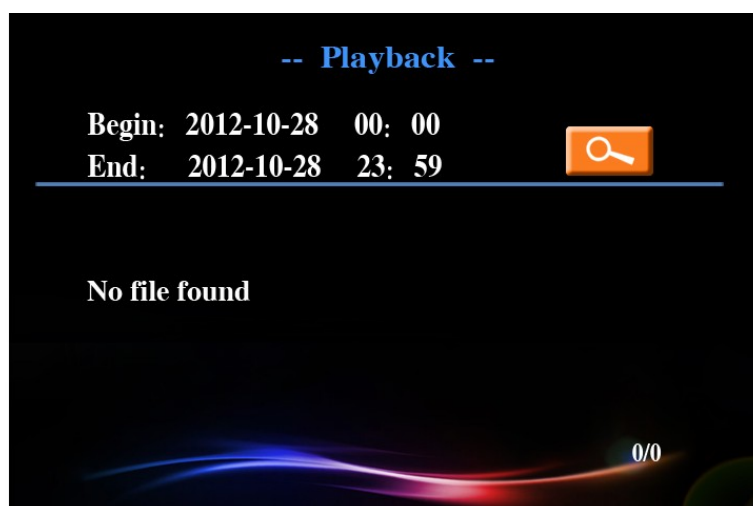 -- Playback --
Begin: 2012-10-28 00: 00
End: 2012-10-28 23: 59
No file found
0/0